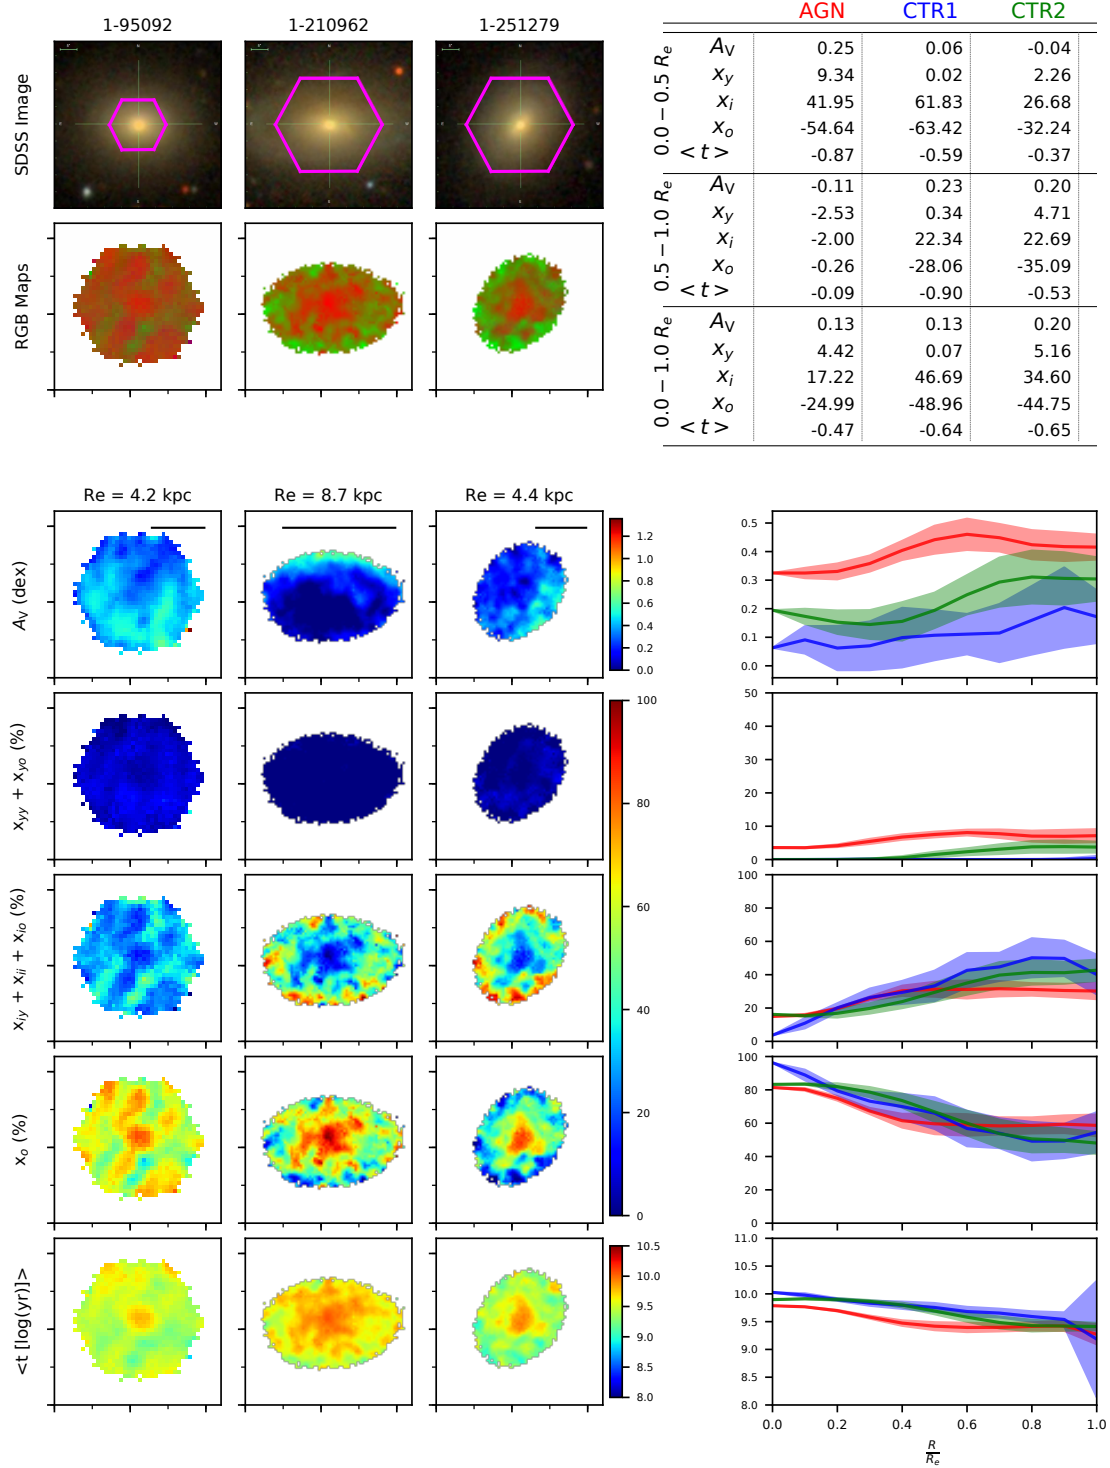 1-95092 1-210962 1-251279
SDSS Image
RGB Maps
AGN CTR1 CTR2
0.0 − 0.5 Re
AV 0.25 0.06 -0.04
xy 9.34 0.02 2.26
xi 41.95 61.83 26.68
xo -54.64 -63.42 -32.24
<t> -0.87 -0.59 -0.37
0.5 − 1.0 Re
AV -0.11 0.23 0.20
xy -2.53 0.34 4.71
xi -2.00 22.34 22.69
xo -0.26 -28.06 -35.09
<t> -0.09 -0.90 -0.53
0.0 − 1.0 Re
AV 0.13 0.13 0.20
xy 4.42 0.07 5.16
xi 17.22 46.69 34.60
xo -24.99 -48.96 -44.75
<t> -0.47 -0.64 -0.65
Re = 4.2 kpc Re = 8.7 kpc Re = 4.4 kpc
AV (dex)
1.2
1.0
0.8
0.6
0.4
0.2
0.0
0.5
0.4
0.3
0.2
0.1
0.0
xyy + xyo (%)
100
80
60
40
20
0
50
40
30
20
10
0
xiy + xii + xio (%)
100
80
60
40
20
0
xo (%)
100
80
60
40
20
0
<t [log(yr)]>
10.5
10.0
9.5
9.0
8.5
8.0
11.0
10.5
10.0
9.5
9.0
8.5
8.0
0.0 0.2 0.4 0.6 0.8 1.0
R
Re